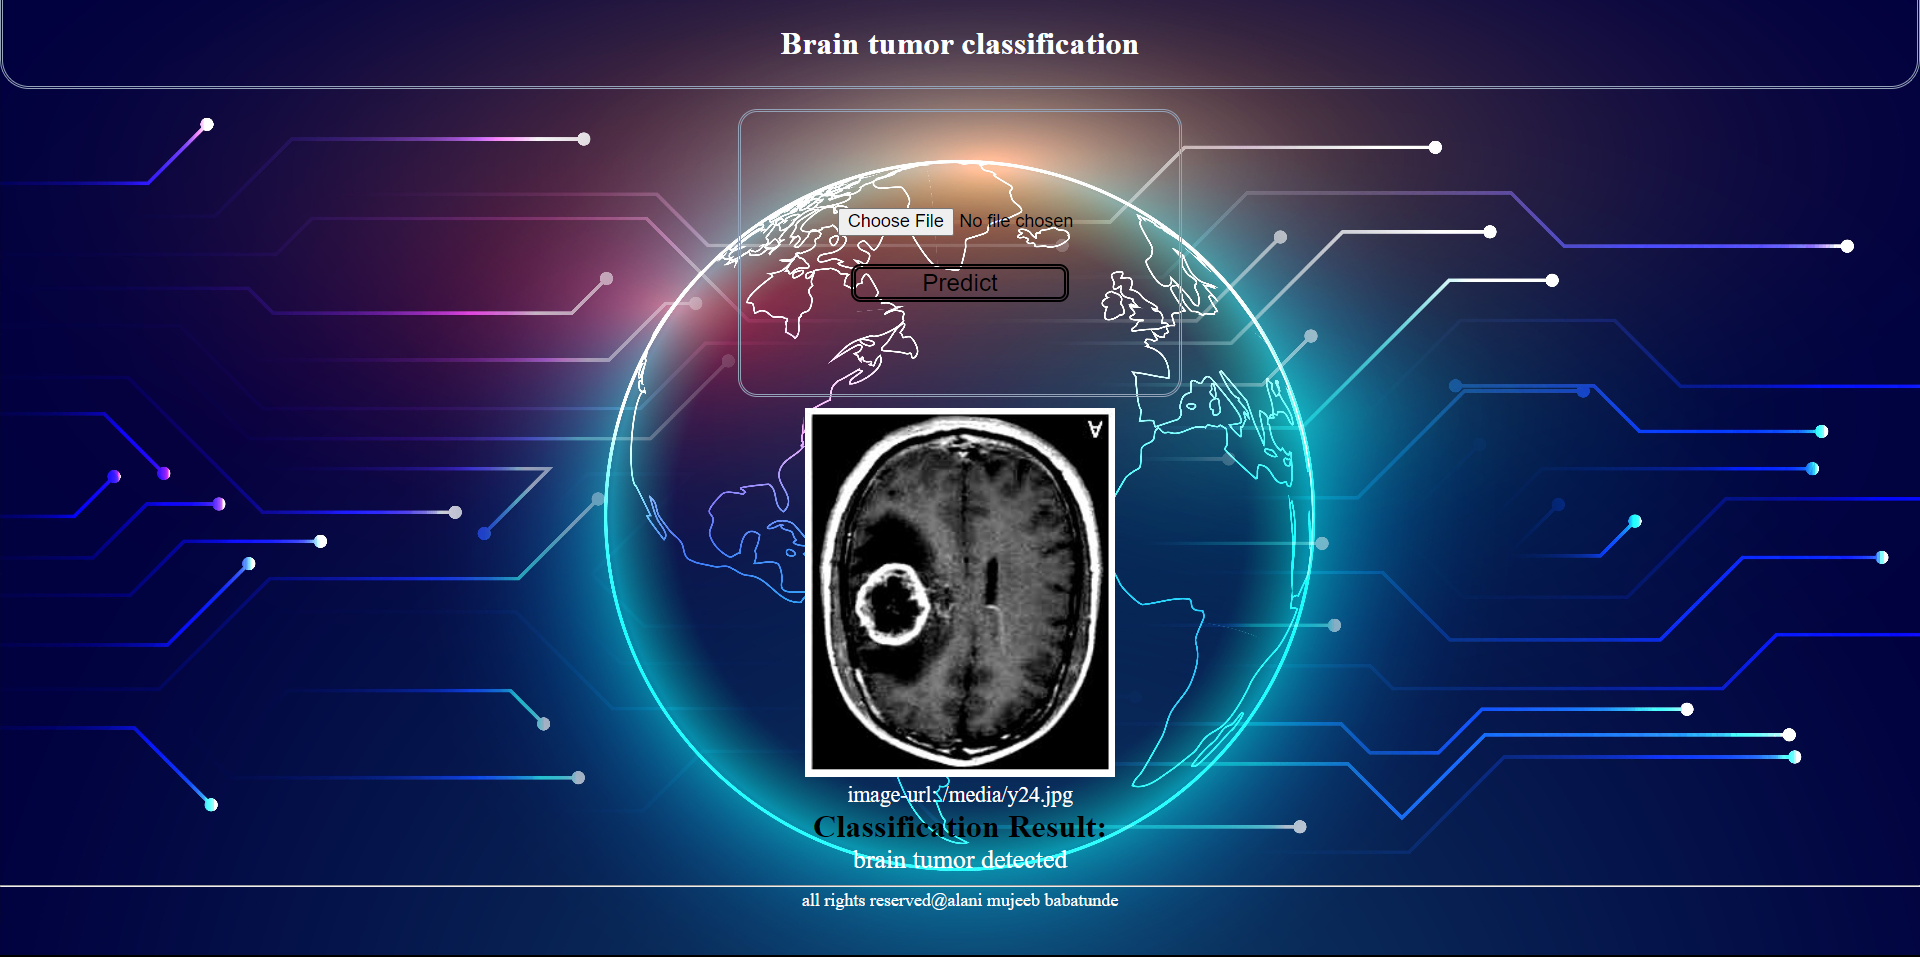 Brain tumor classification
Choose File No file chosen
Predict
A
image-url: /media/y24.jpg
Classification Result:
brain tumor detected
all rights reserved@alani mujeeb babatunde